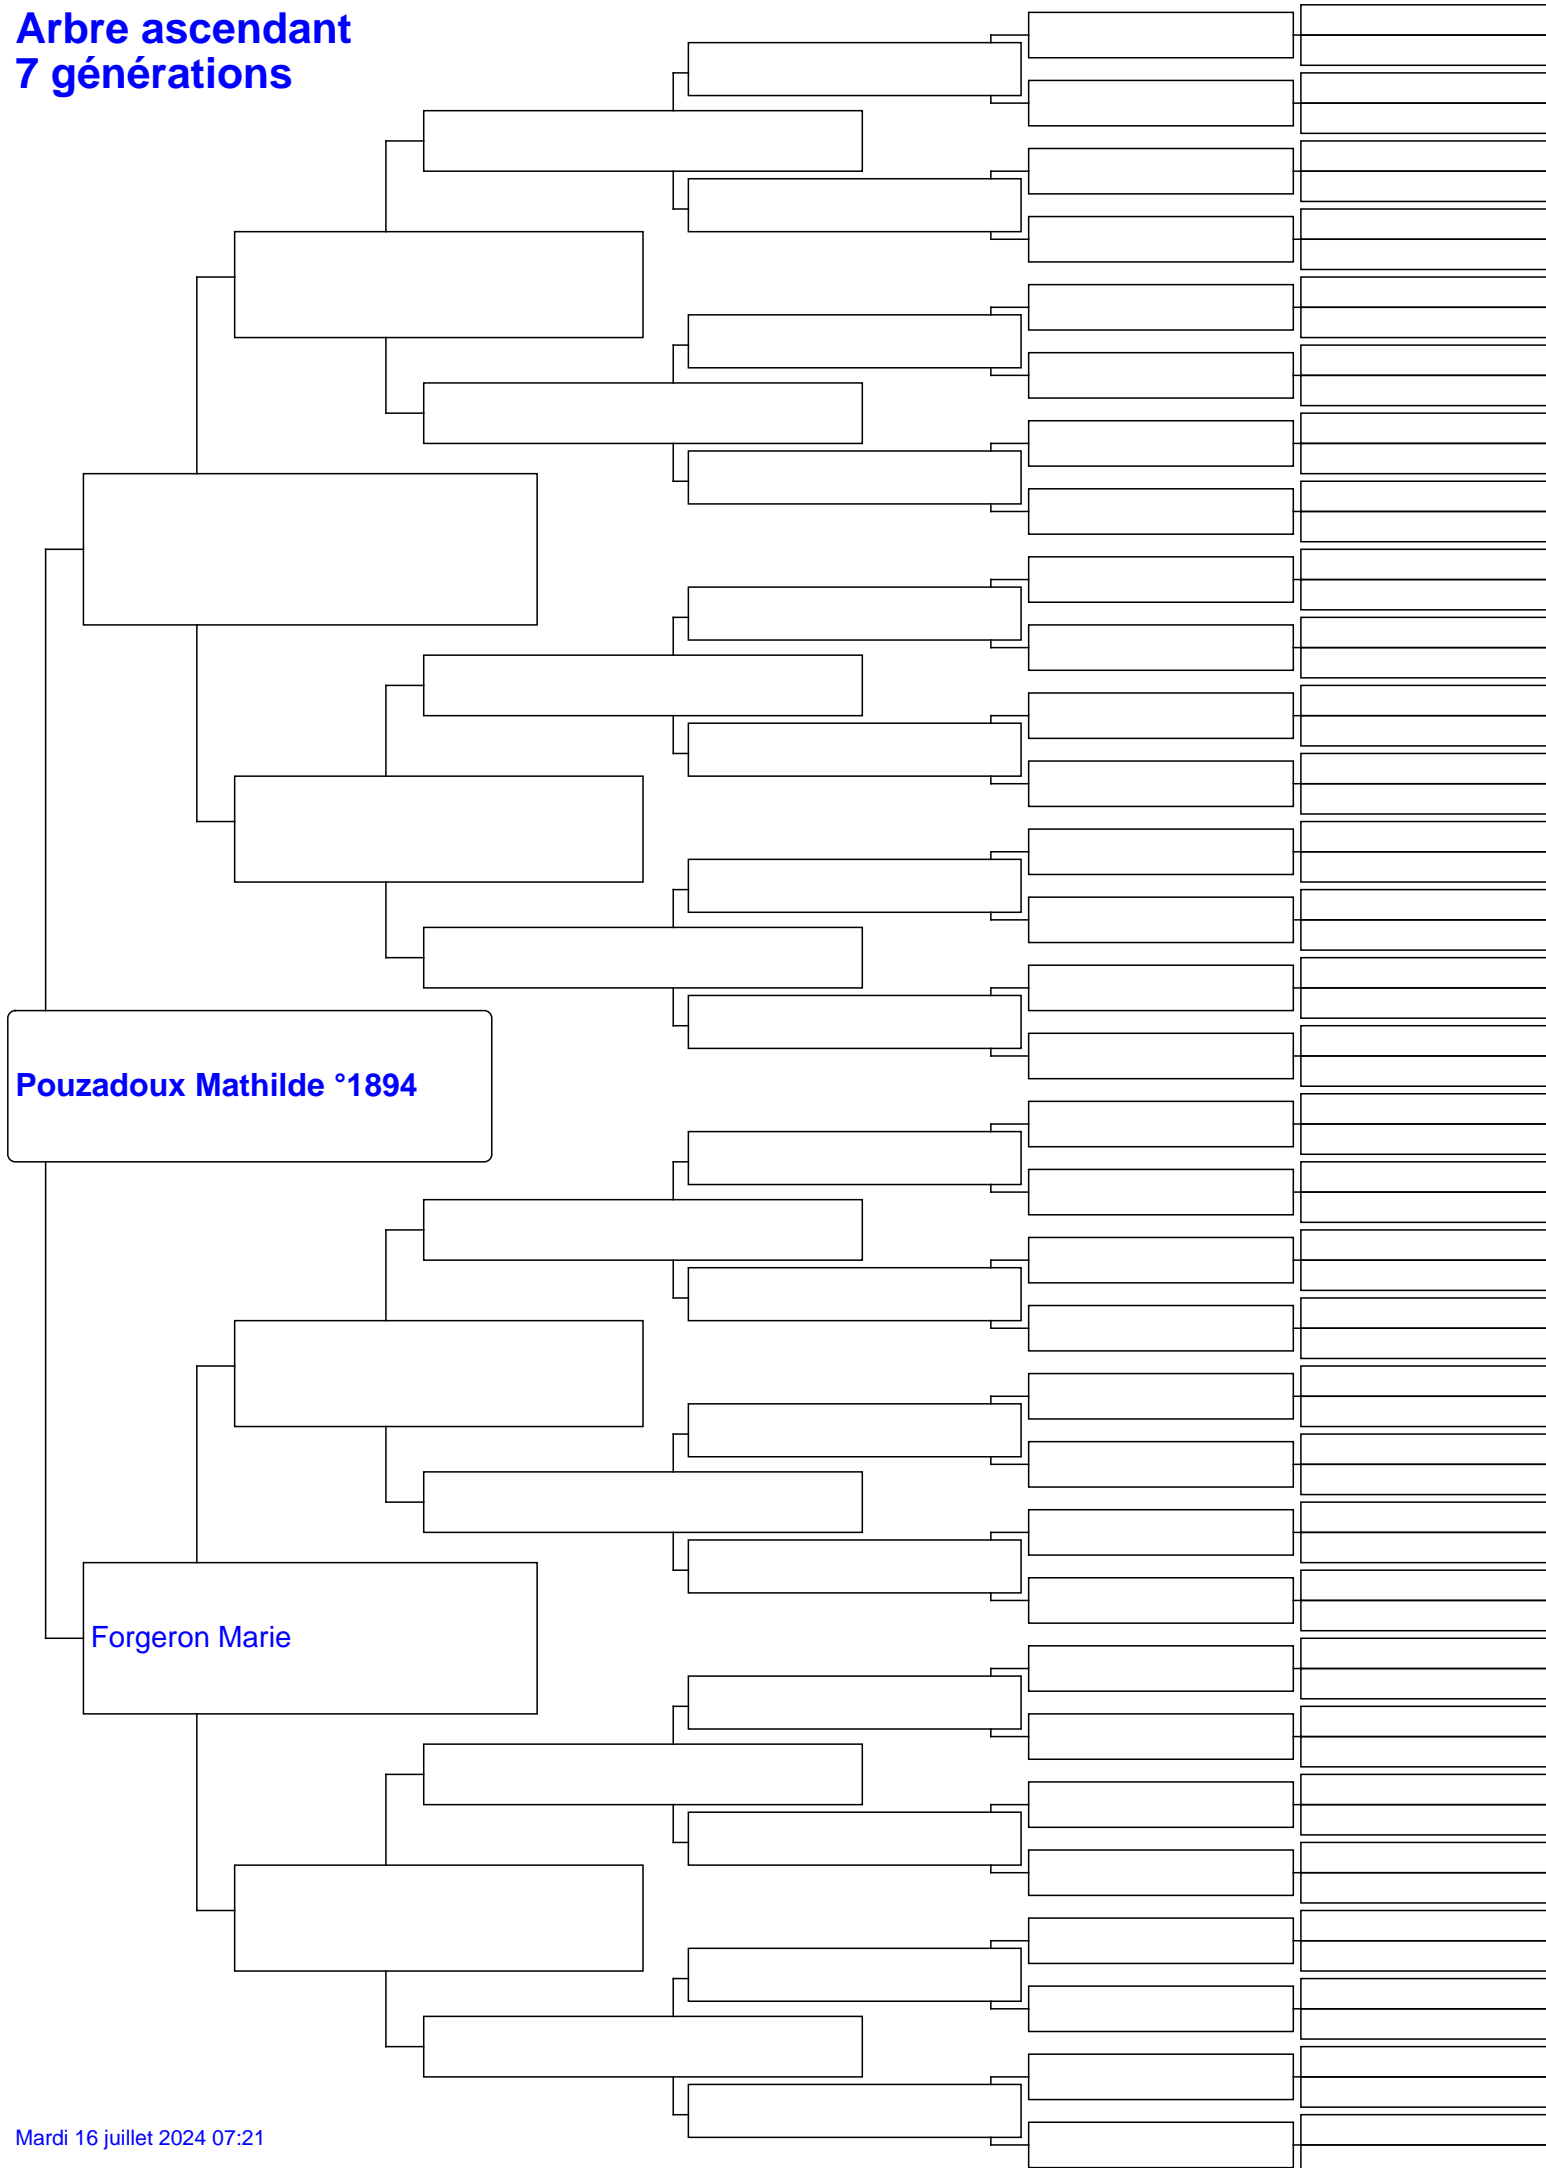 Arbre ascendant
7 générations
Pouzadoux Mathilde °1894
Forgeron Marie
Mardi 16 juillet 2024 07:21